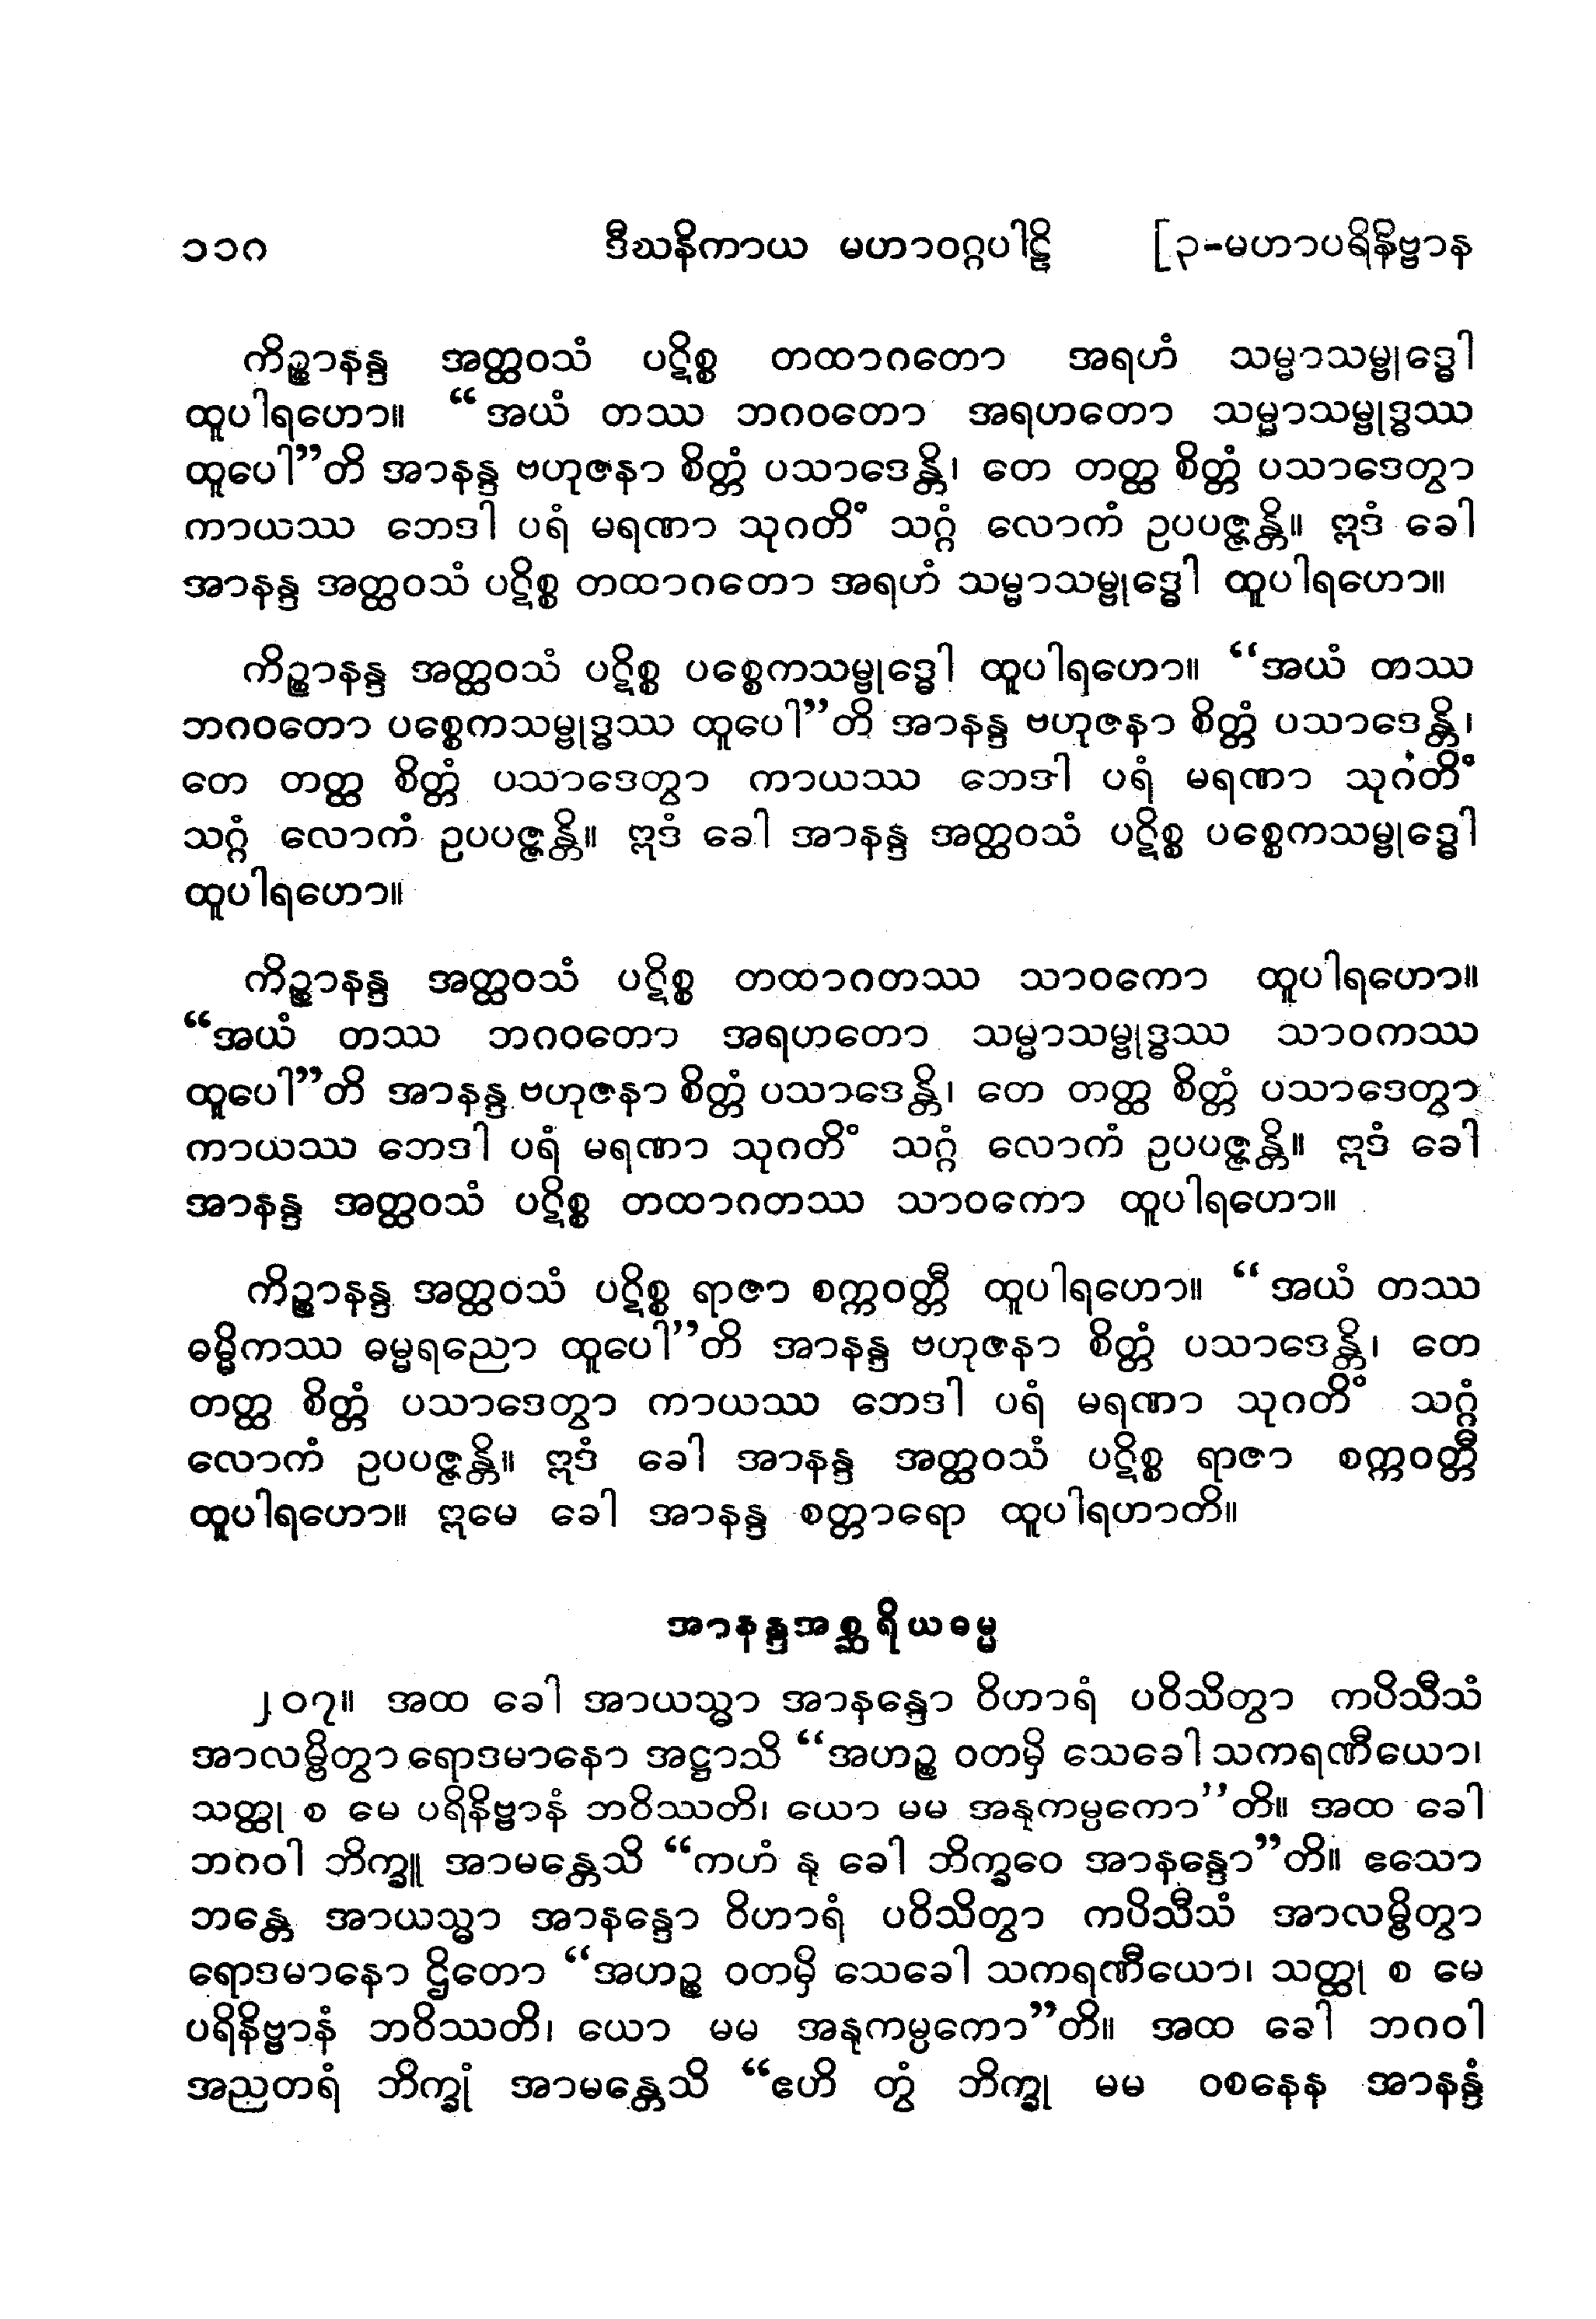 ၁၁၈ ဒီဃနိကာယ မဟာဝဂ္ဂပါဠိ [၃-မဟာပရိနိဗ္ဗာန
ကိဉ္စာနန္ဒ အတ္ထဝသံ ပဋိစ္စ တထာဂတော အရဟံ သမ္မာသမ္ဗုဒ္ဓေါ
ထူပါရဟော။ “အယံ တဿ ဘဂဝတော အရဟတော သမ္မာသမ္ဗုဒ္ဓဿ
ထူပေါ”တိ အာနန္ဒ ဗဟုဇနာ စိတ္တံ ပသာဒေန္တိ၊ တေ တတ္ထ စိတ္တံ ပသာဒေတွာ
ကာယဿ ဘေဒါ ပရံ မရဏာ သုဂတိံ သဂ္ဂံ လောကံ ဥပပဇ္ဇန္တိ။ ဣဒံ ခေါ
အာနန္ဒ အတ္ထဝသံ ပဋိစ္စ တထာဂတော အရဟံ သမ္မာသမ္ဗုဒ္ဓေါ ထူပါရဟော။
ကိဉ္စာနန္ဒ အတ္ထဝသံ ပဋိစ္စ ပစ္စေကသမ္ဗုဒ္ဓေါ ထူပါရဟော။ “အယံ တဿ
ဘဂဝတော ပစ္စေကသမ္ဗုဒ္ဓဿ ထူပေါ”တိ အာနန္ဒ ဗဟုဇနာ စိတ္တံ ပသာဒေန္တိ၊
တေ တတ္ထ စိတ္တံ ပသာဒေတွာ ကာယဿ ဘေဒါ ပရံ မရဏာ သုဂတိံ
သဂ္ဂံ လောကံ ဥပပဇ္ဇန္တိ။ ဣဒံ ခေါ အာနန္ဒ အတ္ထဝသံ ပဋိစ္စ ပစ္စေကသမ္ဗုဒ္ဓေါ
ထူပါရဟော။
ကိဉ္စာနန္ဒ အတ္ထဝသံ ပဋိစ္စ တထာဂတဿ သာဝကော ထူပါရဟော။
“အယံ တဿ ဘဂဝတော အရဟတော သမ္မာသမ္ဗုဒ္ဓဿ သာဝကဿ
ထူပေါ”တိ အာနန္ဒ ဗဟုဇနာ စိတ္တံ ပသာဒေန္တိ၊ တေ တတ္ထ စိတ္တံ ပသာဒေတွာ
ကာယဿ ဘေဒါ ပရံ မရဏာ သုဂတိံ သဂ္ဂံ လောကံ ဥပပဇ္ဇန္တိ။ ဣဒံ ခေါ
အာနန္ဒ အတ္ထဝသံ ပဋိစ္စ တထာဂတဿ သာဝကော ထူပါရဟော။
ကိဉ္စာနန္ဒ အတ္ထဝသံ ပဋိစ္စ ရာဇာ စက္ကဝတ္တီ ထူပါရဟော။ “အယံ တဿ
ဓမ္မိကဿ ဓမ္မရညော ထူပေါ”တိ အာနန္ဒ ဗဟုဇနာ စိတ္တံ ပသာဒေန္တိ၊ တေ
တတ္ထ စိတ္တံ ပသာဒေတွာ ကာယဿ ဘေဒါ ပရံ မရဏာ သုဂတိံ သဂ္ဂံ
လောကံ ဥပပဇ္ဇန္တိ။ ဣဒံ ခေါ အာနန္ဒ အတ္ထဝသံ ပဋိစ္စ ရာဇာ စက္ကဝတ္တီ
ထူပါရဟော။ ဣမေ ခေါ အာနန္ဒ စတ္တာရော ထူပါရဟာတိ။
အာနန္ဒအစ္ဆရိယဓမ္မ
၂၀၇။ အထ ခေါ အာယသ္မာ အာနန္ဒော ဝိဟာရံ ပဝိသိတွာ ကပိသီသံ
အာလမ္ဗိတွာ ရောဒမာနော အဋ္ဌာသိ “အဟဉ္စ ဝတမှိ သေခေါ သကရဏီယော၊
သတ္ထု စ မေ ပရိနိဗ္ဗာနံ ဘဝိဿတိ၊ ယော မမ အနုကမ္ပကော”တိ။ အထ ခေါ
ဘဂဝါ ဘိက္ခူ အာမန္တေသိ “ကဟံ နု ခေါ ဘိက္ခဝေ အာနန္ဒော”တိ။ ဧသော
ဘန္တေ အာယသ္မာ အာနန္ဒော ဝိဟာရံ ပဝိသိတွာ ကပိသီသံ အာလမ္ဗိတွာ
ရောဒမာနော ဌိတော “အဟဉ္စ ဝတမှိ သေခေါ သကရဏီယော၊ သတ္ထု စ မေ
ပရိနိဗ္ဗာနံ ဘဝိဿတိ၊ ယော မမ အနုကမ္ပကော”တိ။ အထ ခေါ ဘဂဝါ
အညတရံ ဘိက္ခုံ အာမန္တေသိ “ဧဟိ တွံ ဘိက္ခု မမ ဝစနေန အာနန္ဒံ